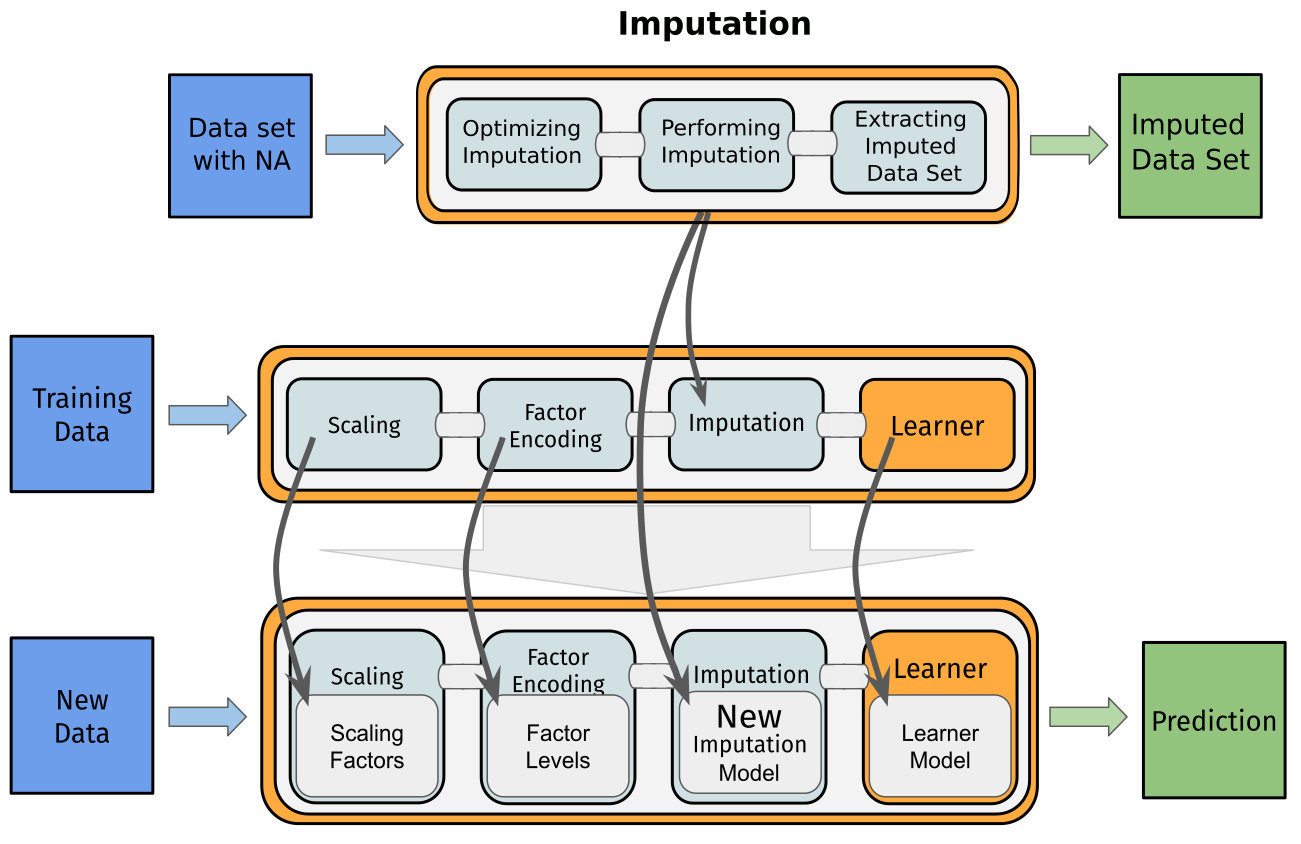 Imputation
Data set
with NA
Optimizing
Imputation
Performing
Imputation
Extracting
Imputed
Data Set
Imputed
Data Set
Training
Data
Scaling
Factor
Encoding
Imputation
Learner
New
Data
Scaling
Scaling
Factors
Factor
Encoding
Factor
Levels
Imputation
New
Imputation
Model
Learner
Learner
Model
Prediction